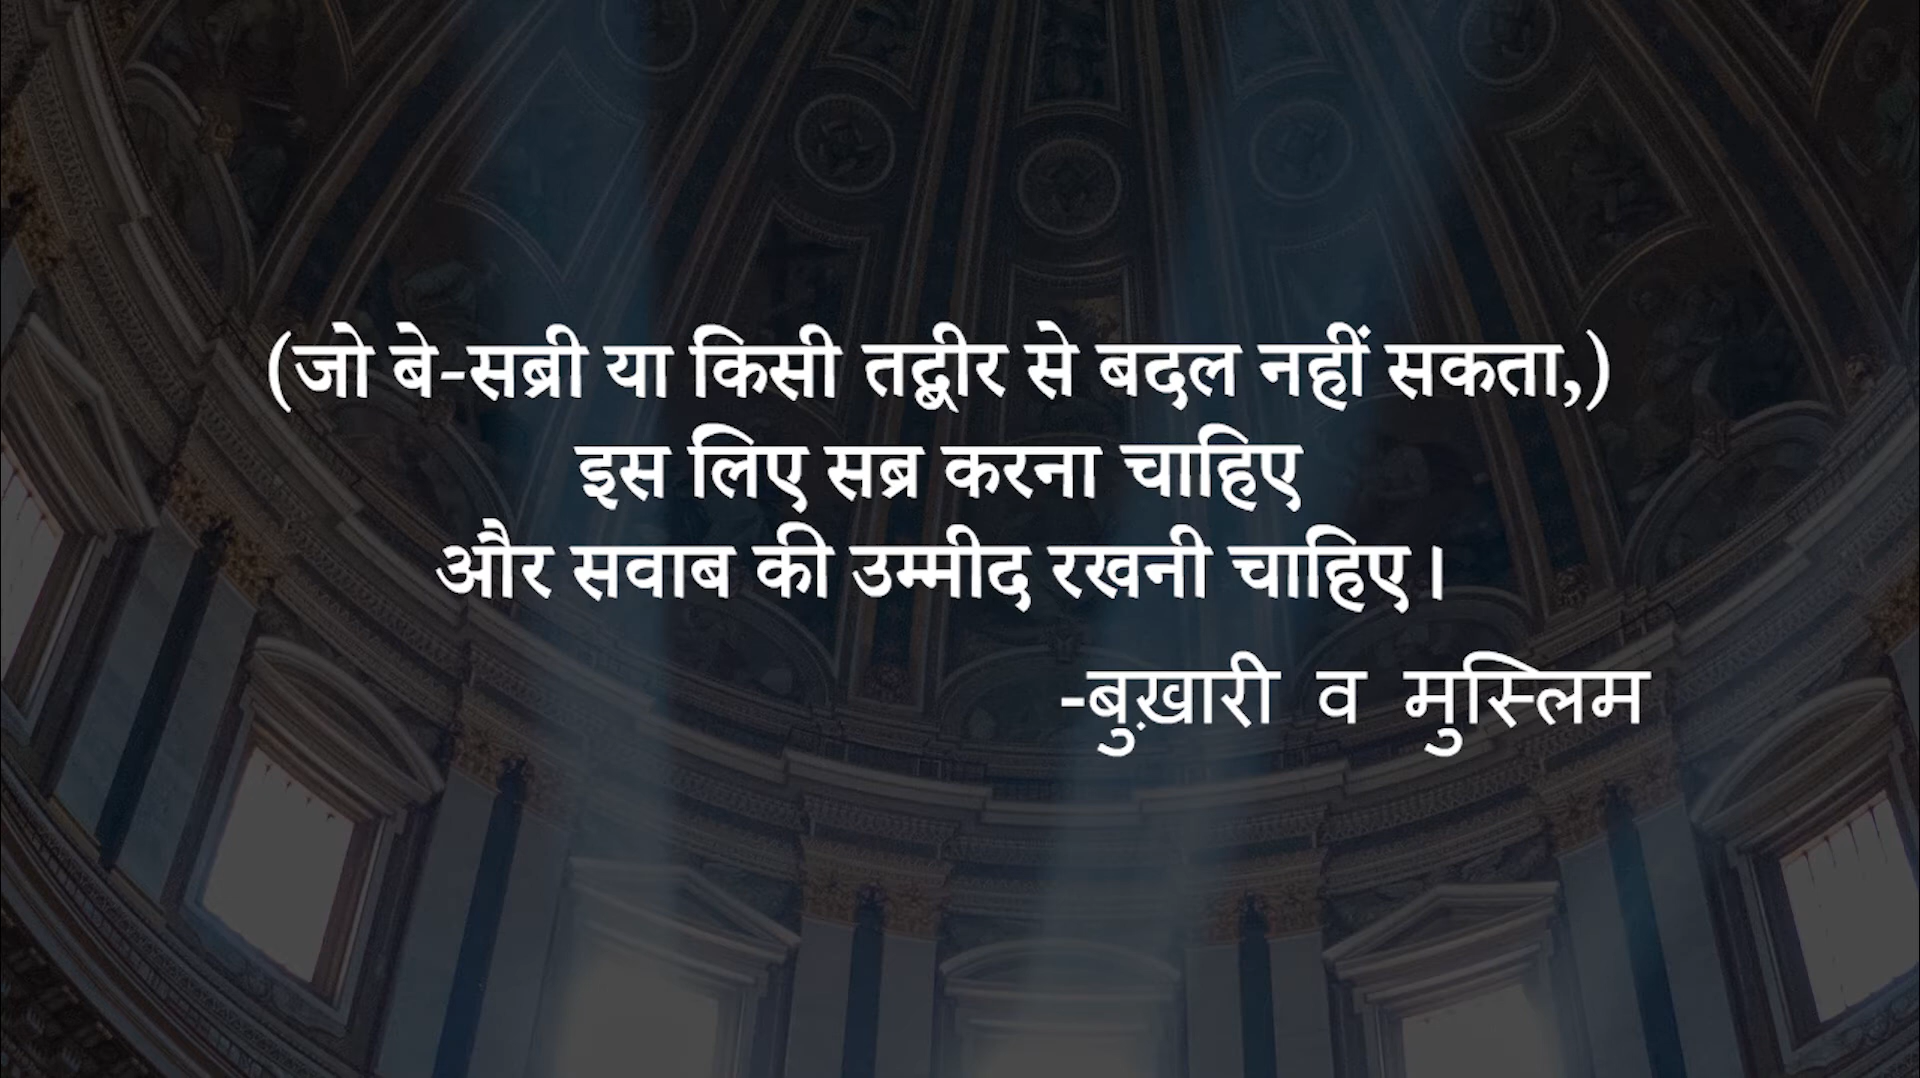 (जो बे-सब्री या किसी तद्बीर से बदल नहीं सकता,)
इस लिए सब्र करना चाहिए
और सवाब की उम्मीद रखनी चाहिए।
-बुख़ारी व मुस्लिम